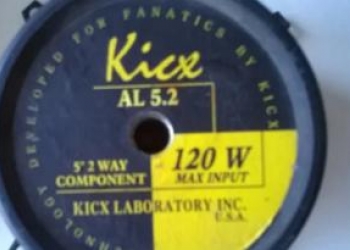 DEVELOPED FOR FANATICS BY KICX
Kicx
AL 5.2
5" 2 WAY
COMPONENT
120 W
MAX INPUT
KICX LABORATORY INC.
U.S.A.
TECHNOLOGY